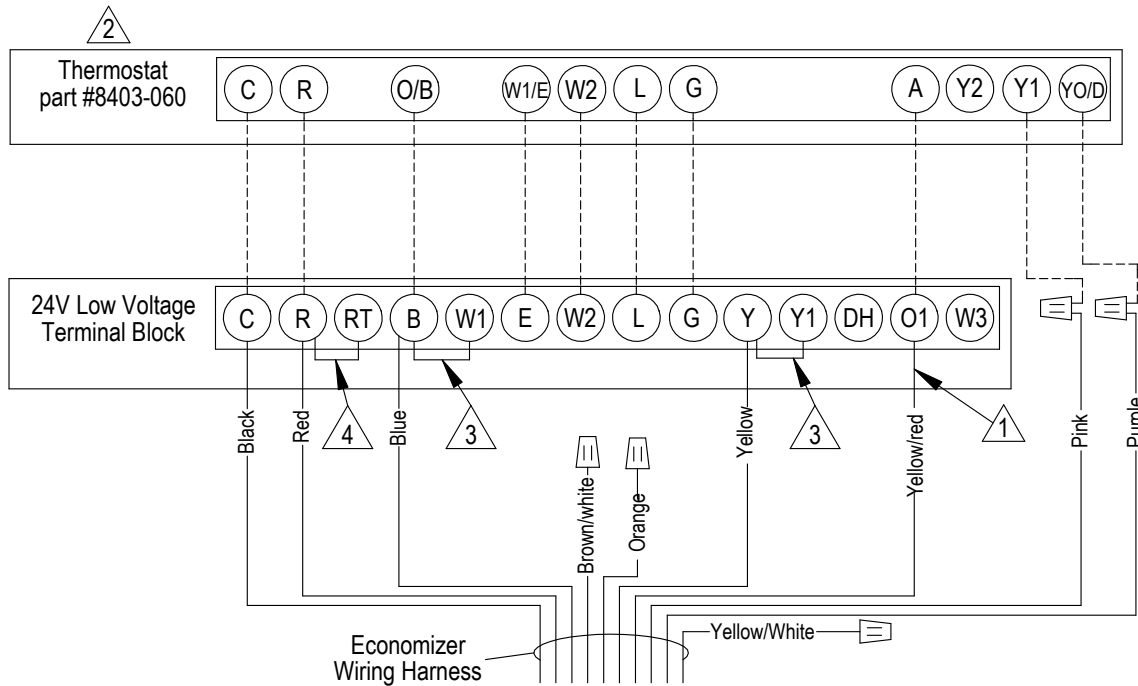 2
Thermostat
part #8403-060
C R O/B W1/E W2 L G A Y2 Y1 YO/D
24V Low Voltage
Terminal Block
C R RT B W1 E W2 L G Y Y1 DH O1 W3
4
3
3
1
Black
Red
Blue
Brown/white
Orange
Yellow
Yellow/red
Pink
Purple
Yellow/White
Economizer
Wiring Harness